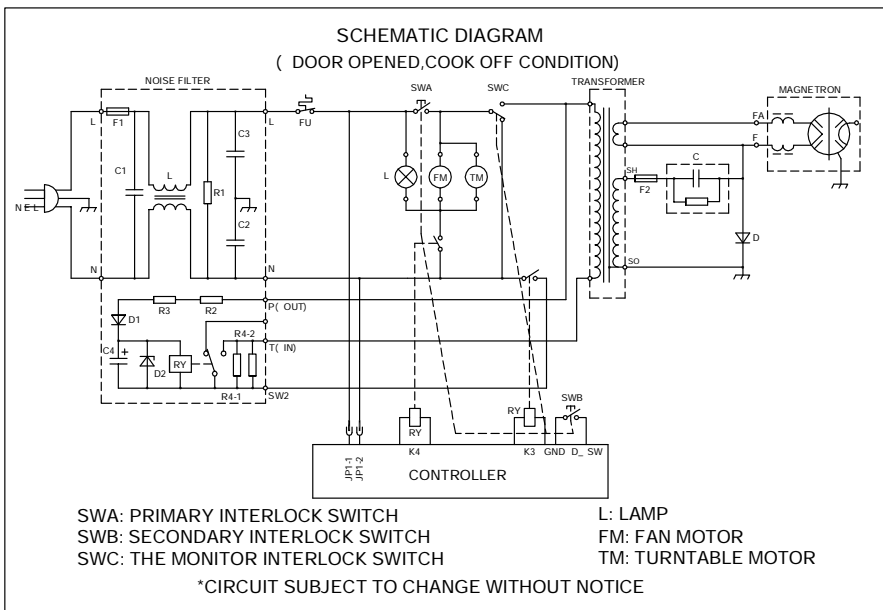 SCHEMATIC DIAGRAM
( DOOR OPENED,COOK OFF CONDITION)
NOISE FILTER
SWA
SWC
TRANSFORMER
MAGNETRON
L
F1
L
FU
FA
C3
F
C1
L
R1
L
FM
TM
SH
F2
C
N E L
C2
D
N
N
SO
R3
R2
P( OUT)
D1
R4-2
T( IN)
C4
+
D2
RY
R4-1
SW2
SWB
RY
RY
JP1-1
JP1-2
K4
K3
GND
D_ SW
CONTROLLER
SWA: PRIMARY INTERLOCK SWITCH
L: LAMP
SWB: SECONDARY INTERLOCK SWITCH
FM: FAN MOTOR
SWC: THE MONITOR INTERLOCK SWITCH
TM: TURNTABLE MOTOR
*CIRCUIT SUBJECT TO CHANGE WITHOUT NOTICE